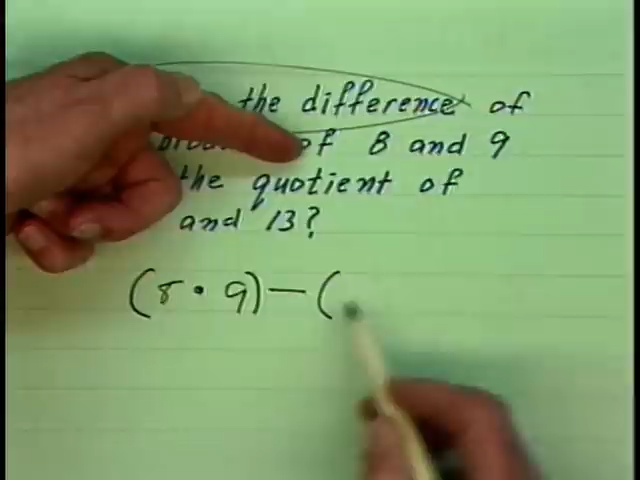 the difference of
of 8 and 9
the quotient of
and 13?
(8 • 9) — (